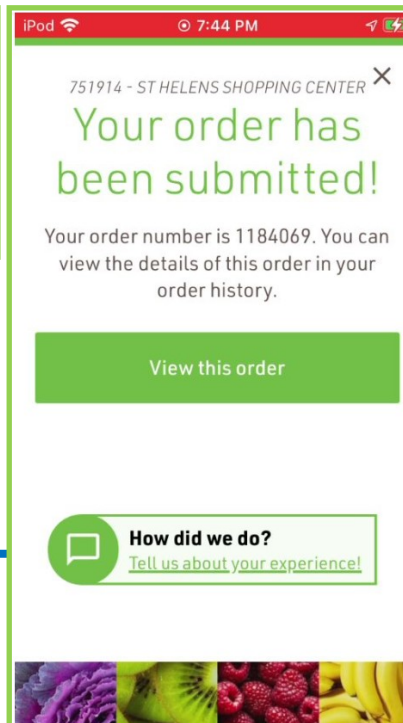 iPod 7:44 PM
751914 - ST HELENS SHOPPING CENTER
Your order has
been submitted!
Your order number is 1184069. You can
view the details of this order in your
order history.
View this order
How did we do?
Tell us about your experience!